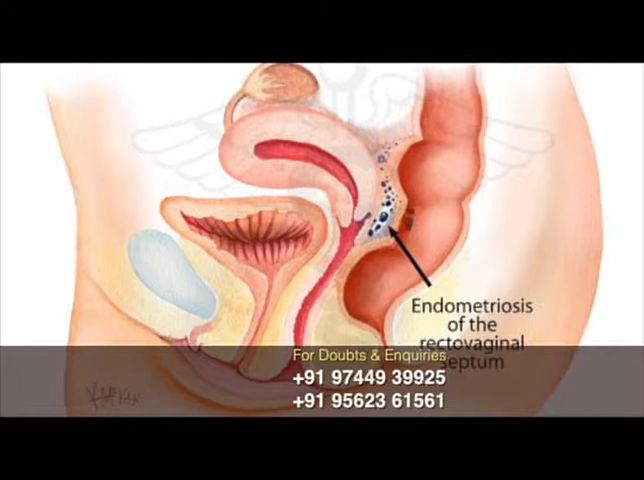 Endometriosis
of the
rectovaginal
septum
For Doubts & Enquiries
+91 97449 39925
+91 95623 61561